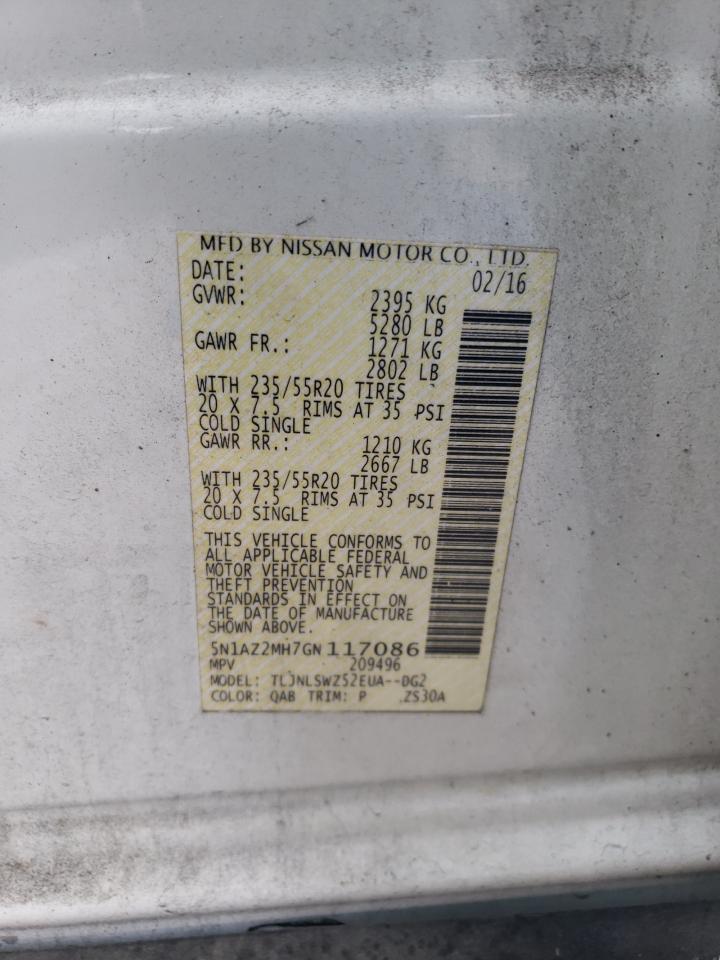 MFD BY NISSAN MOTOR CO., LTD.
DATE: 02/16
GVWR: 2395 KG
5280 LB
GAWR FR.: 1271 KG
2802 LB
WITH 235/55R20 TIRES
20 X 7.5 RIMS AT 35 PSI
COLD SINGLE
GAWR RR.: 1210 KG
2667 LB
WITH 235/55R20 TIRES
20 X 7.5 RIMS AT 35 PSI
COLD SINGLE
THIS VEHICLE CONFORMS TO
ALL APPLICABLE FEDERAL
MOTOR VEHICLE SAFETY AND
THEFT PREVENTION
STANDARDS IN EFFECT ON
THE DATE OF MANUFACTURE
SHOWN ABOVE.
5N1AZ2MH7GN117086
MPV 209496
MODEL: TLJNLSWZ52EUA--DG2
COLOR: QAB TRIM: P .ZS30A